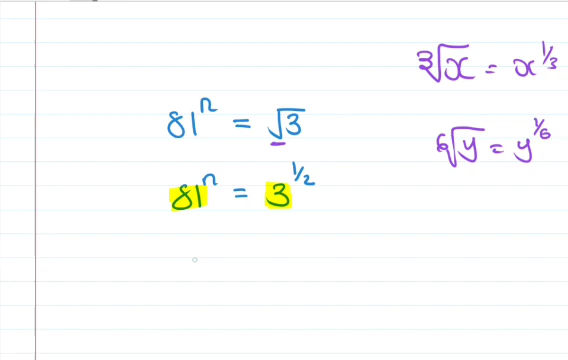 ∛x = x^1/3
81^n = √3
⁶√y = y^1/6
81^n = 3^1/2